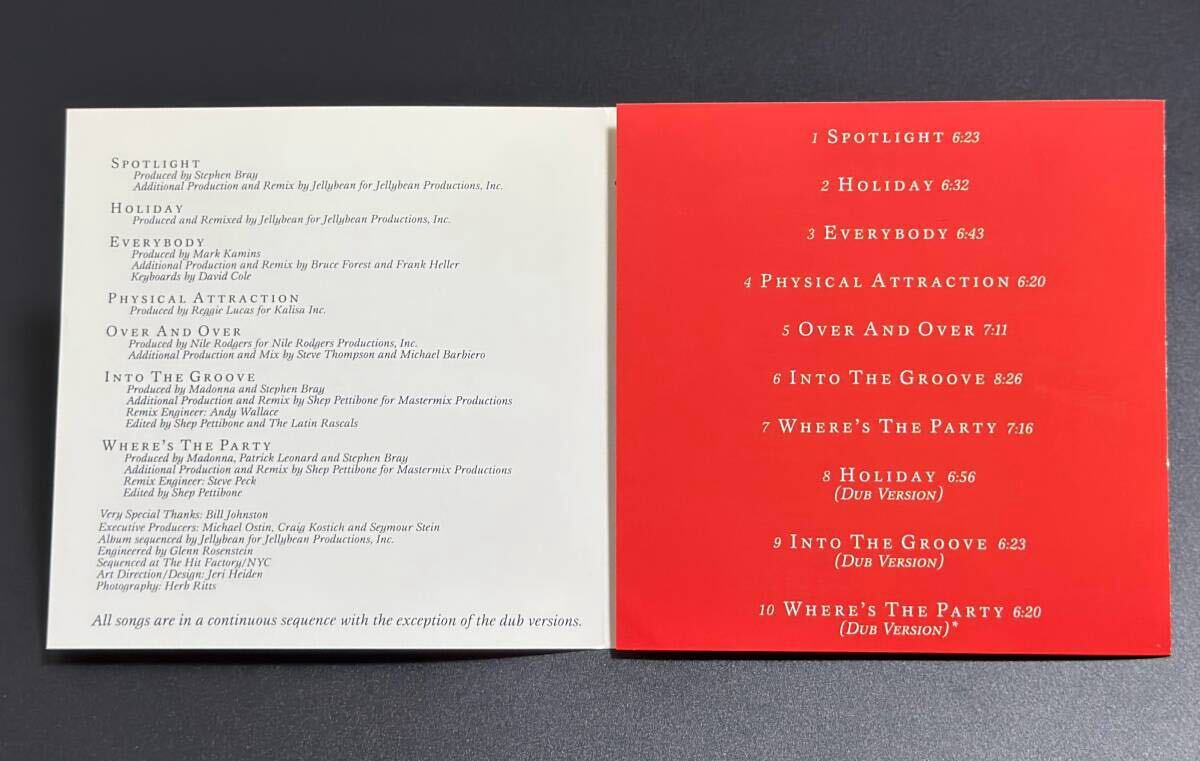 SPOTLIGHT
Produced by Stephen Bray
Additional Production and Remix by Jellybean for Jellybean Productions, Inc.
HOLIDAY
Produced and Remixed by Jellybean for Jellybean Productions, Inc.
EVERYBODY
Produced by Mark Kamins
Additional Production and Remix by Bruce Forest and Frank Heller
Keyboards by David Cole
PHYSICAL ATTRACTION
Produced by Reggie Lucas for Kalisa Inc.
OVER AND OVER
Produced by Nile Rodgers for Nile Rodgers Productions, Inc.
Additional Production and Mix by Steve Thompson and Michael Barbiero
INTO THE GROOVE
Produced by Madonna and Stephen Bray
Additional Production and Remix by Shep Pettibone for Mastermix Productions
Remix Engineer: Andy Wallace
Edited by Shep Pettibone and The Latin Rascals
WHERE'S THE PARTY
Produced by Madonna, Patrick Leonard and Stephen Bray
Additional Production and Remix by Shep Pettibone for Mastermix Productions
Remix Engineer: Steve Peck
Edited by Shep Pettibone
Very Special Thanks: Bill Johnston
Executive Producers: Michael Ostin, Craig Kostich and Seymour Stein
Album sequenced by Jellybean for Jellybean Productions, Inc.
Engineered by Glenn Rosenstein
Sequenced at The Hit Factory/NYC
Art Direction/Design: Jeri Heiden
Photography: Herb Ritts
All songs are in a continuous sequence with the exception of the dub versions.
1 SPOTLIGHT 6:23
2 HOLIDAY 6:32
3 EVERYBODY 6:43
4 PHYSICAL ATTRACTION 6:20
5 OVER AND OVER 7:11
6 INTO THE GROOVE 8:26
7 WHERE'S THE PARTY 7:16
8 HOLIDAY 6:56
(DUB VERSION)
9 INTO THE GROOVE 6:23
(DUB VERSION)
10 WHERE'S THE PARTY 6:20
(DUB VERSION)*